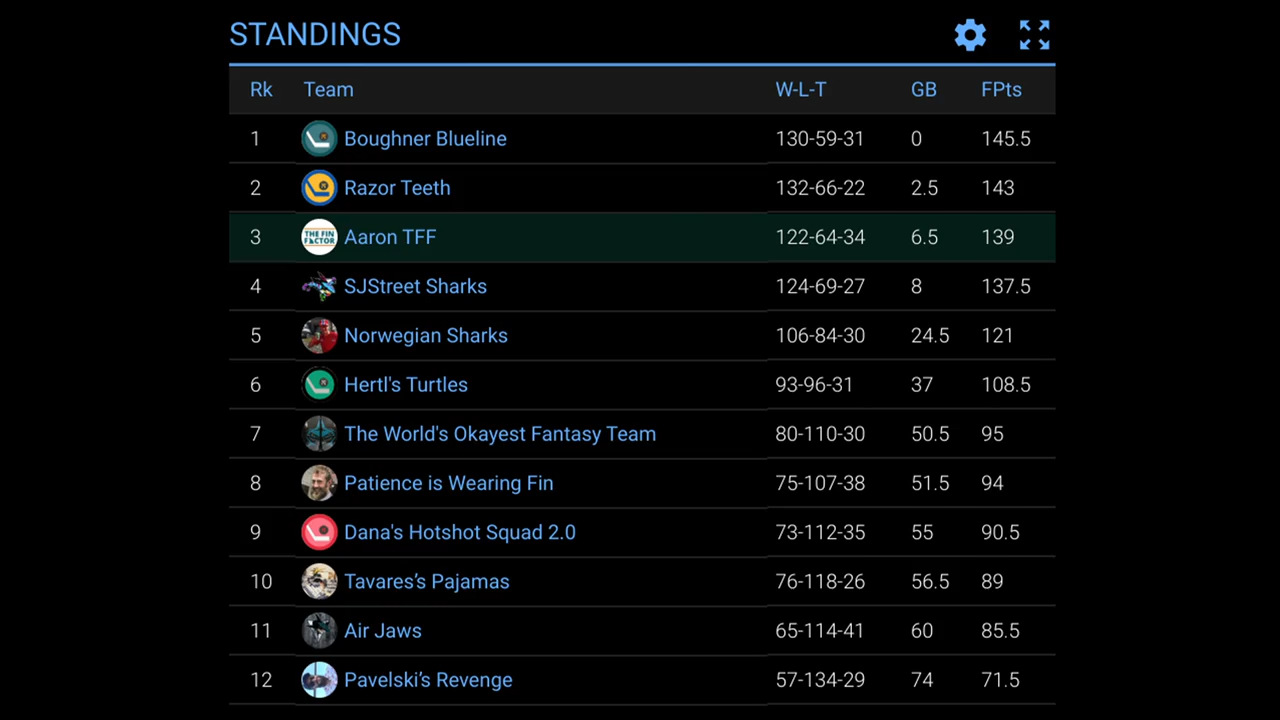 STANDINGS
Rk Team W-L-T GB FPts
1 Boughner Blueline 130-59-31 0 145.5
2 Razor Teeth 132-66-22 2.5 143
3 THE FIN FACTOR Aaron TFF 122-64-34 6.5 139
4 SJStreet Sharks 124-69-27 8 137.5
5 Norwegian Sharks 106-84-30 24.5 121
6 Hertl's Turtles 93-96-31 37 108.5
7 The World's Okayest Fantasy Team 80-110-30 50.5 95
8 Patience is Wearing Fin 75-107-38 51.5 94
9 Dana's Hotshot Squad 2.0 73-112-35 55 90.5
10 Tavares’s Pajamas 76-118-26 56.5 89
11 Air Jaws 65-114-41 60 85.5
12 Pavelski’s Revenge 57-134-29 74 71.5